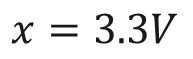 x = 3.3V